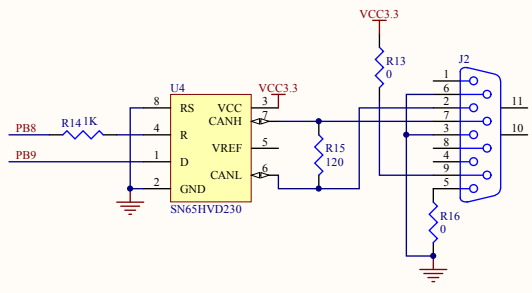 VCC3.3
R13
0
J2
U4
VCC3.3
1
6
2
7
3
8
4
9
5
11
10
8 RS
VCC 3
CANH 7
R14 1K
PB8
4 R
VREF 5
R15
120
PB9
1 D
CANL 6
2 GND
SN65HVD230
R16
0